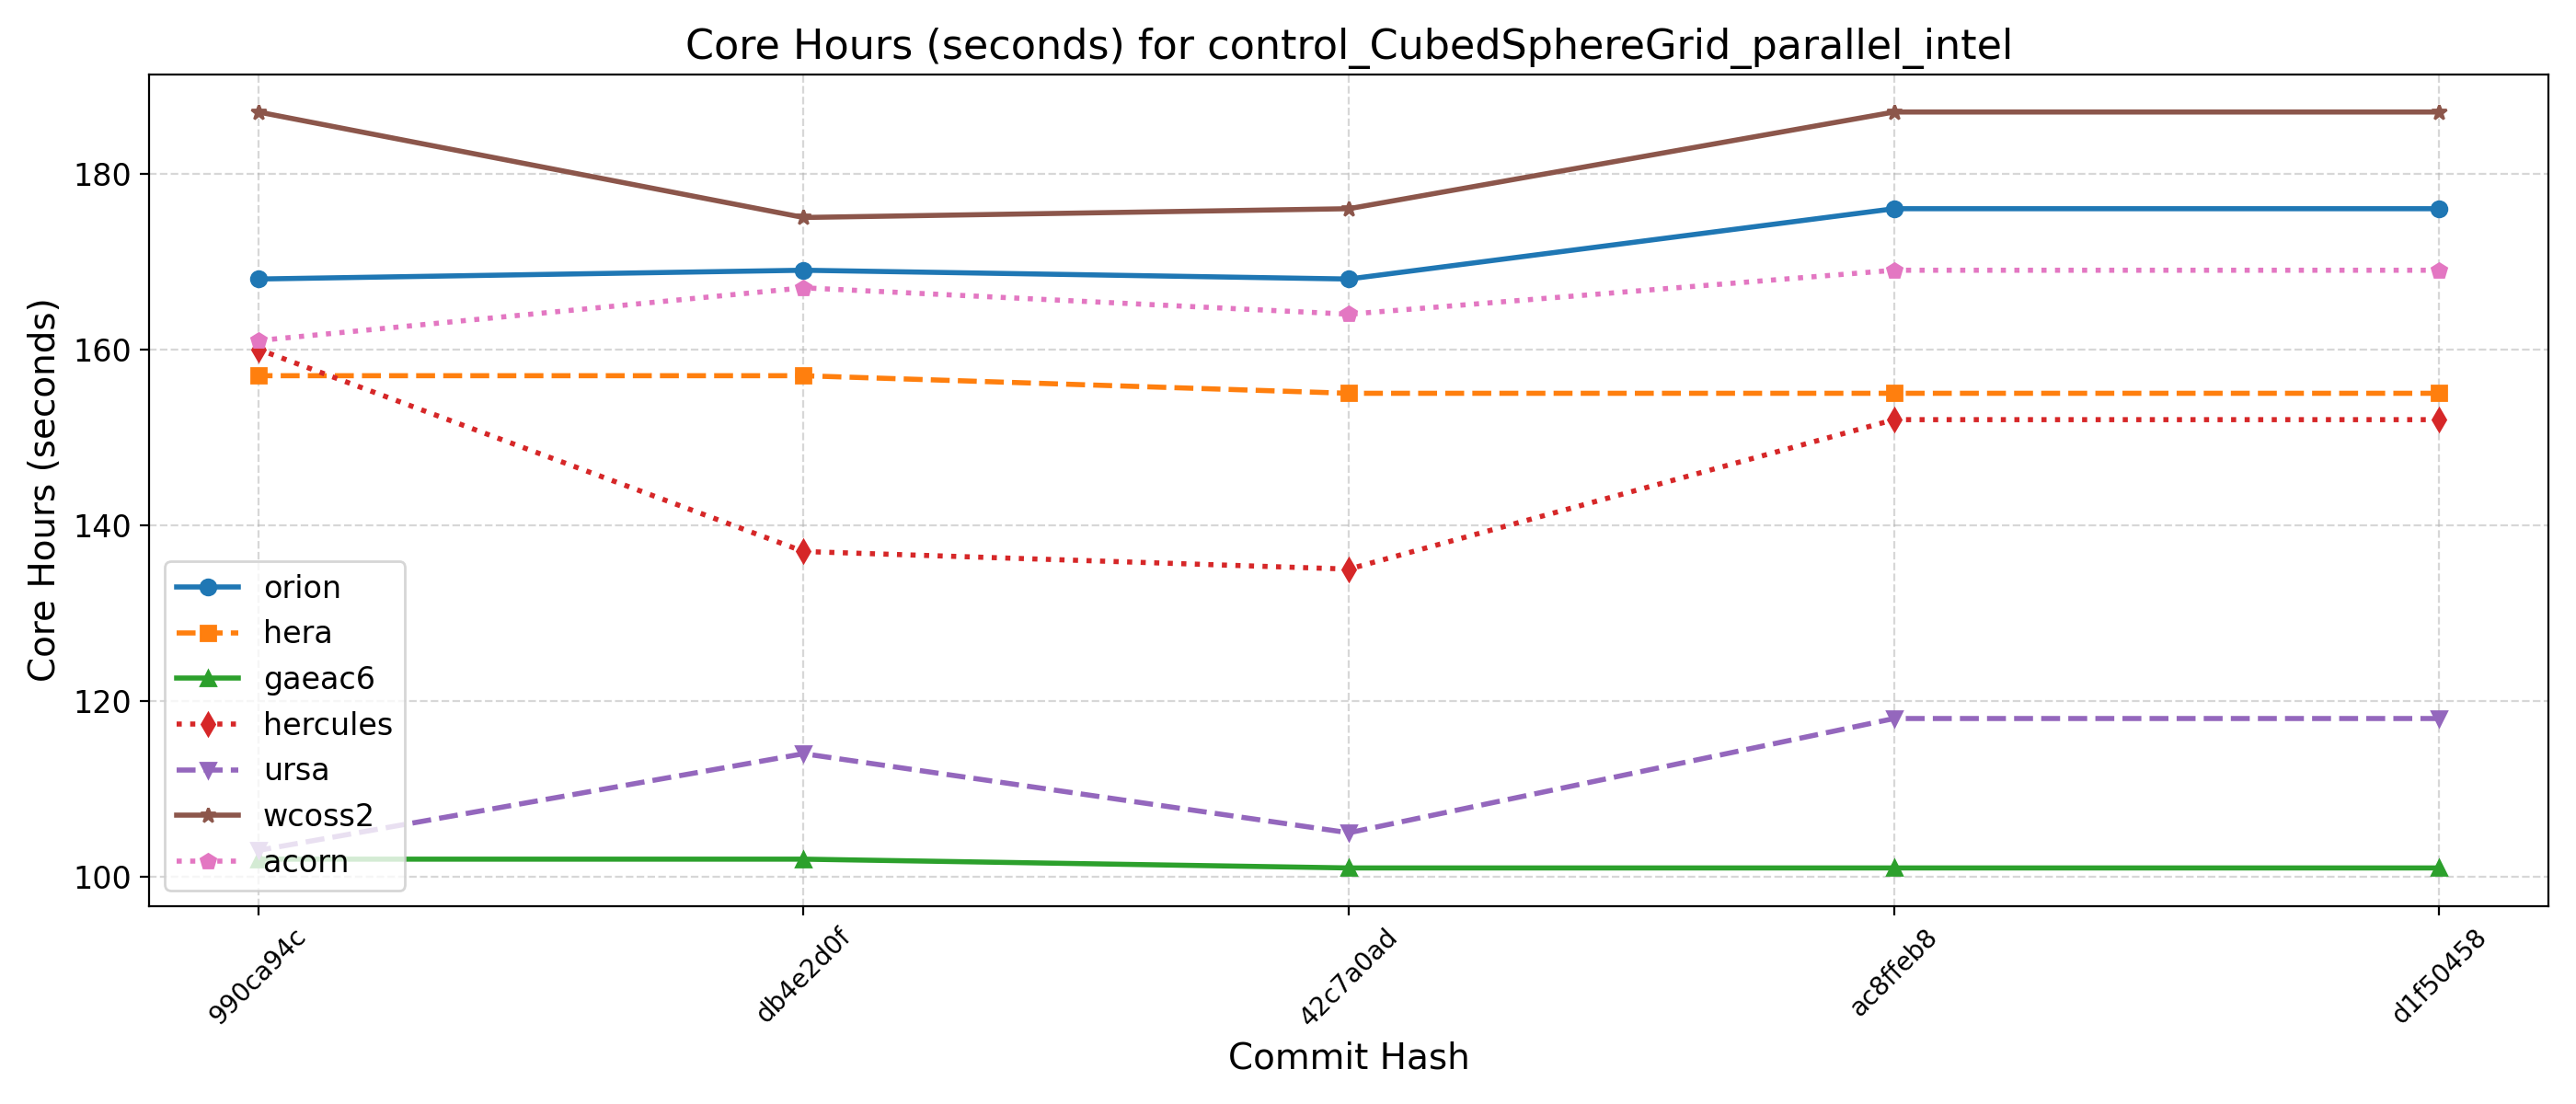 Core Hours (seconds) for control_CubedSphereGrid_parallel_intel
Core Hours (seconds)
180
160
140
120
100
orion
hera
gaeac6
hercules
ursa
wcoss2
acorn
990ca94c
db4e2d0f
42c7a0ad
ac8ffeb8
d1f50458
Commit Hash